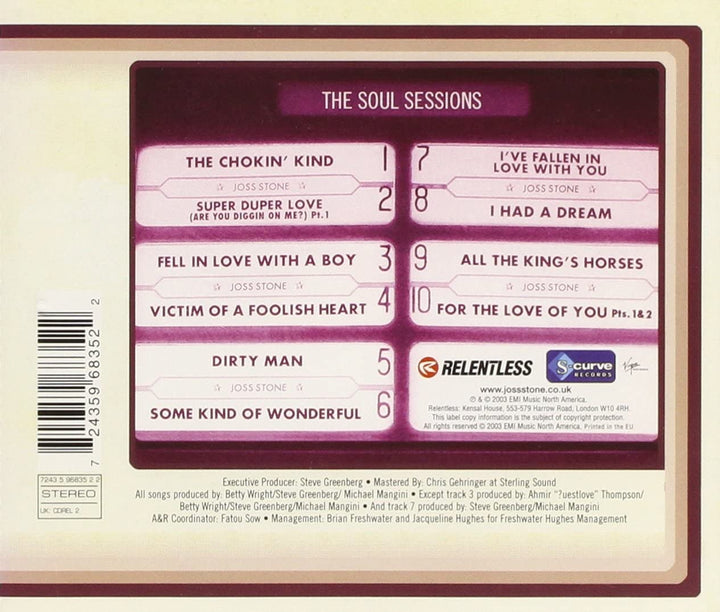 THE SOUL SESSIONS
THE CHOKIN' KIND 1
☆ JOSS STONE ☆
SUPER DUPER LOVE 2
(ARE YOU DIGGIN ON ME?) Pt.1
FELL IN LOVE WITH A BOY 3
☆ JOSS STONE ☆
VICTIM OF A FOOLISH HEART 4
DIRTY MAN 5
☆ JOSS STONE ☆
SOME KIND OF WONDERFUL 6
7 I'VE FALLEN IN
LOVE WITH YOU
☆ JOSS STONE ☆
8 I HAD A DREAM
9 ALL THE KING'S HORSES
☆ JOSS STONE ☆
10 FOR THE LOVE OF YOU Pts.1&2
RELENTLESS S-curve RECORDS Virgin
www.jossstone.co.uk
℗ & © 2003 EMI Music North America.
Relentless: Kensal House, 553-579 Harrow Road, London W10 4RH.
This label copy information is the subject of copyright protection.
All rights reserved © 2003 EMI Music North America. Printed in the EU
7 24359 68352 2
7243 5 96835 2 2
STEREO
UK: CDREL 2
Executive Producer: Steve Greenberg • Mastered By: Chris Gehringer at Sterling Sound
All songs produced by: Betty Wright/Steve Greenberg/ Michael Mangini • Except track 3 produced by: Ahmir "?uestlove" Thompson/
Betty Wright/Steve Greenberg/Michael Mangini • And track 7 produced by: Steve Greenberg/Michael Mangini
A&R Coordinator: Fatou Sow • Management: Brian Freshwater and Jacqueline Hughes for Freshwater Hughes Management